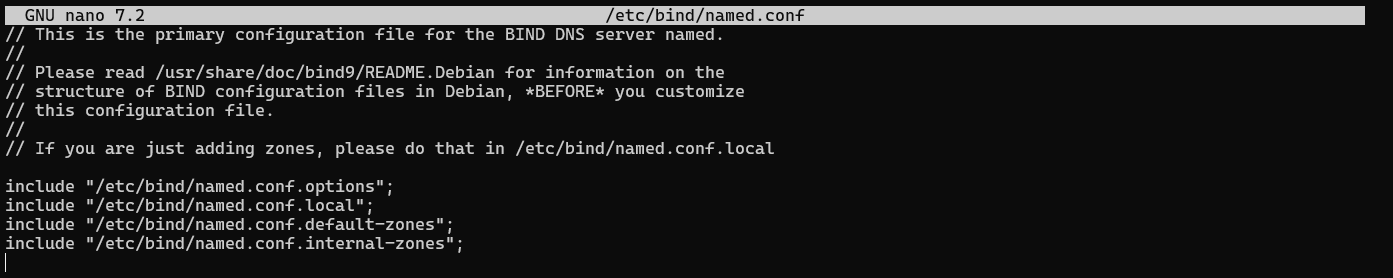 GNU nano 7.2 /etc/bind/named.conf
// This is the primary configuration file for the BIND DNS server named.
//
// Please read /usr/share/doc/bind9/README.Debian for information on the
// structure of BIND configuration files in Debian, *BEFORE* you customize
// this configuration file.
//
// If you are just adding zones, please do that in /etc/bind/named.conf.local

include "/etc/bind/named.conf.options";
include "/etc/bind/named.conf.local";
include "/etc/bind/named.conf.default-zones";
include "/etc/bind/named.conf.internal-zones";